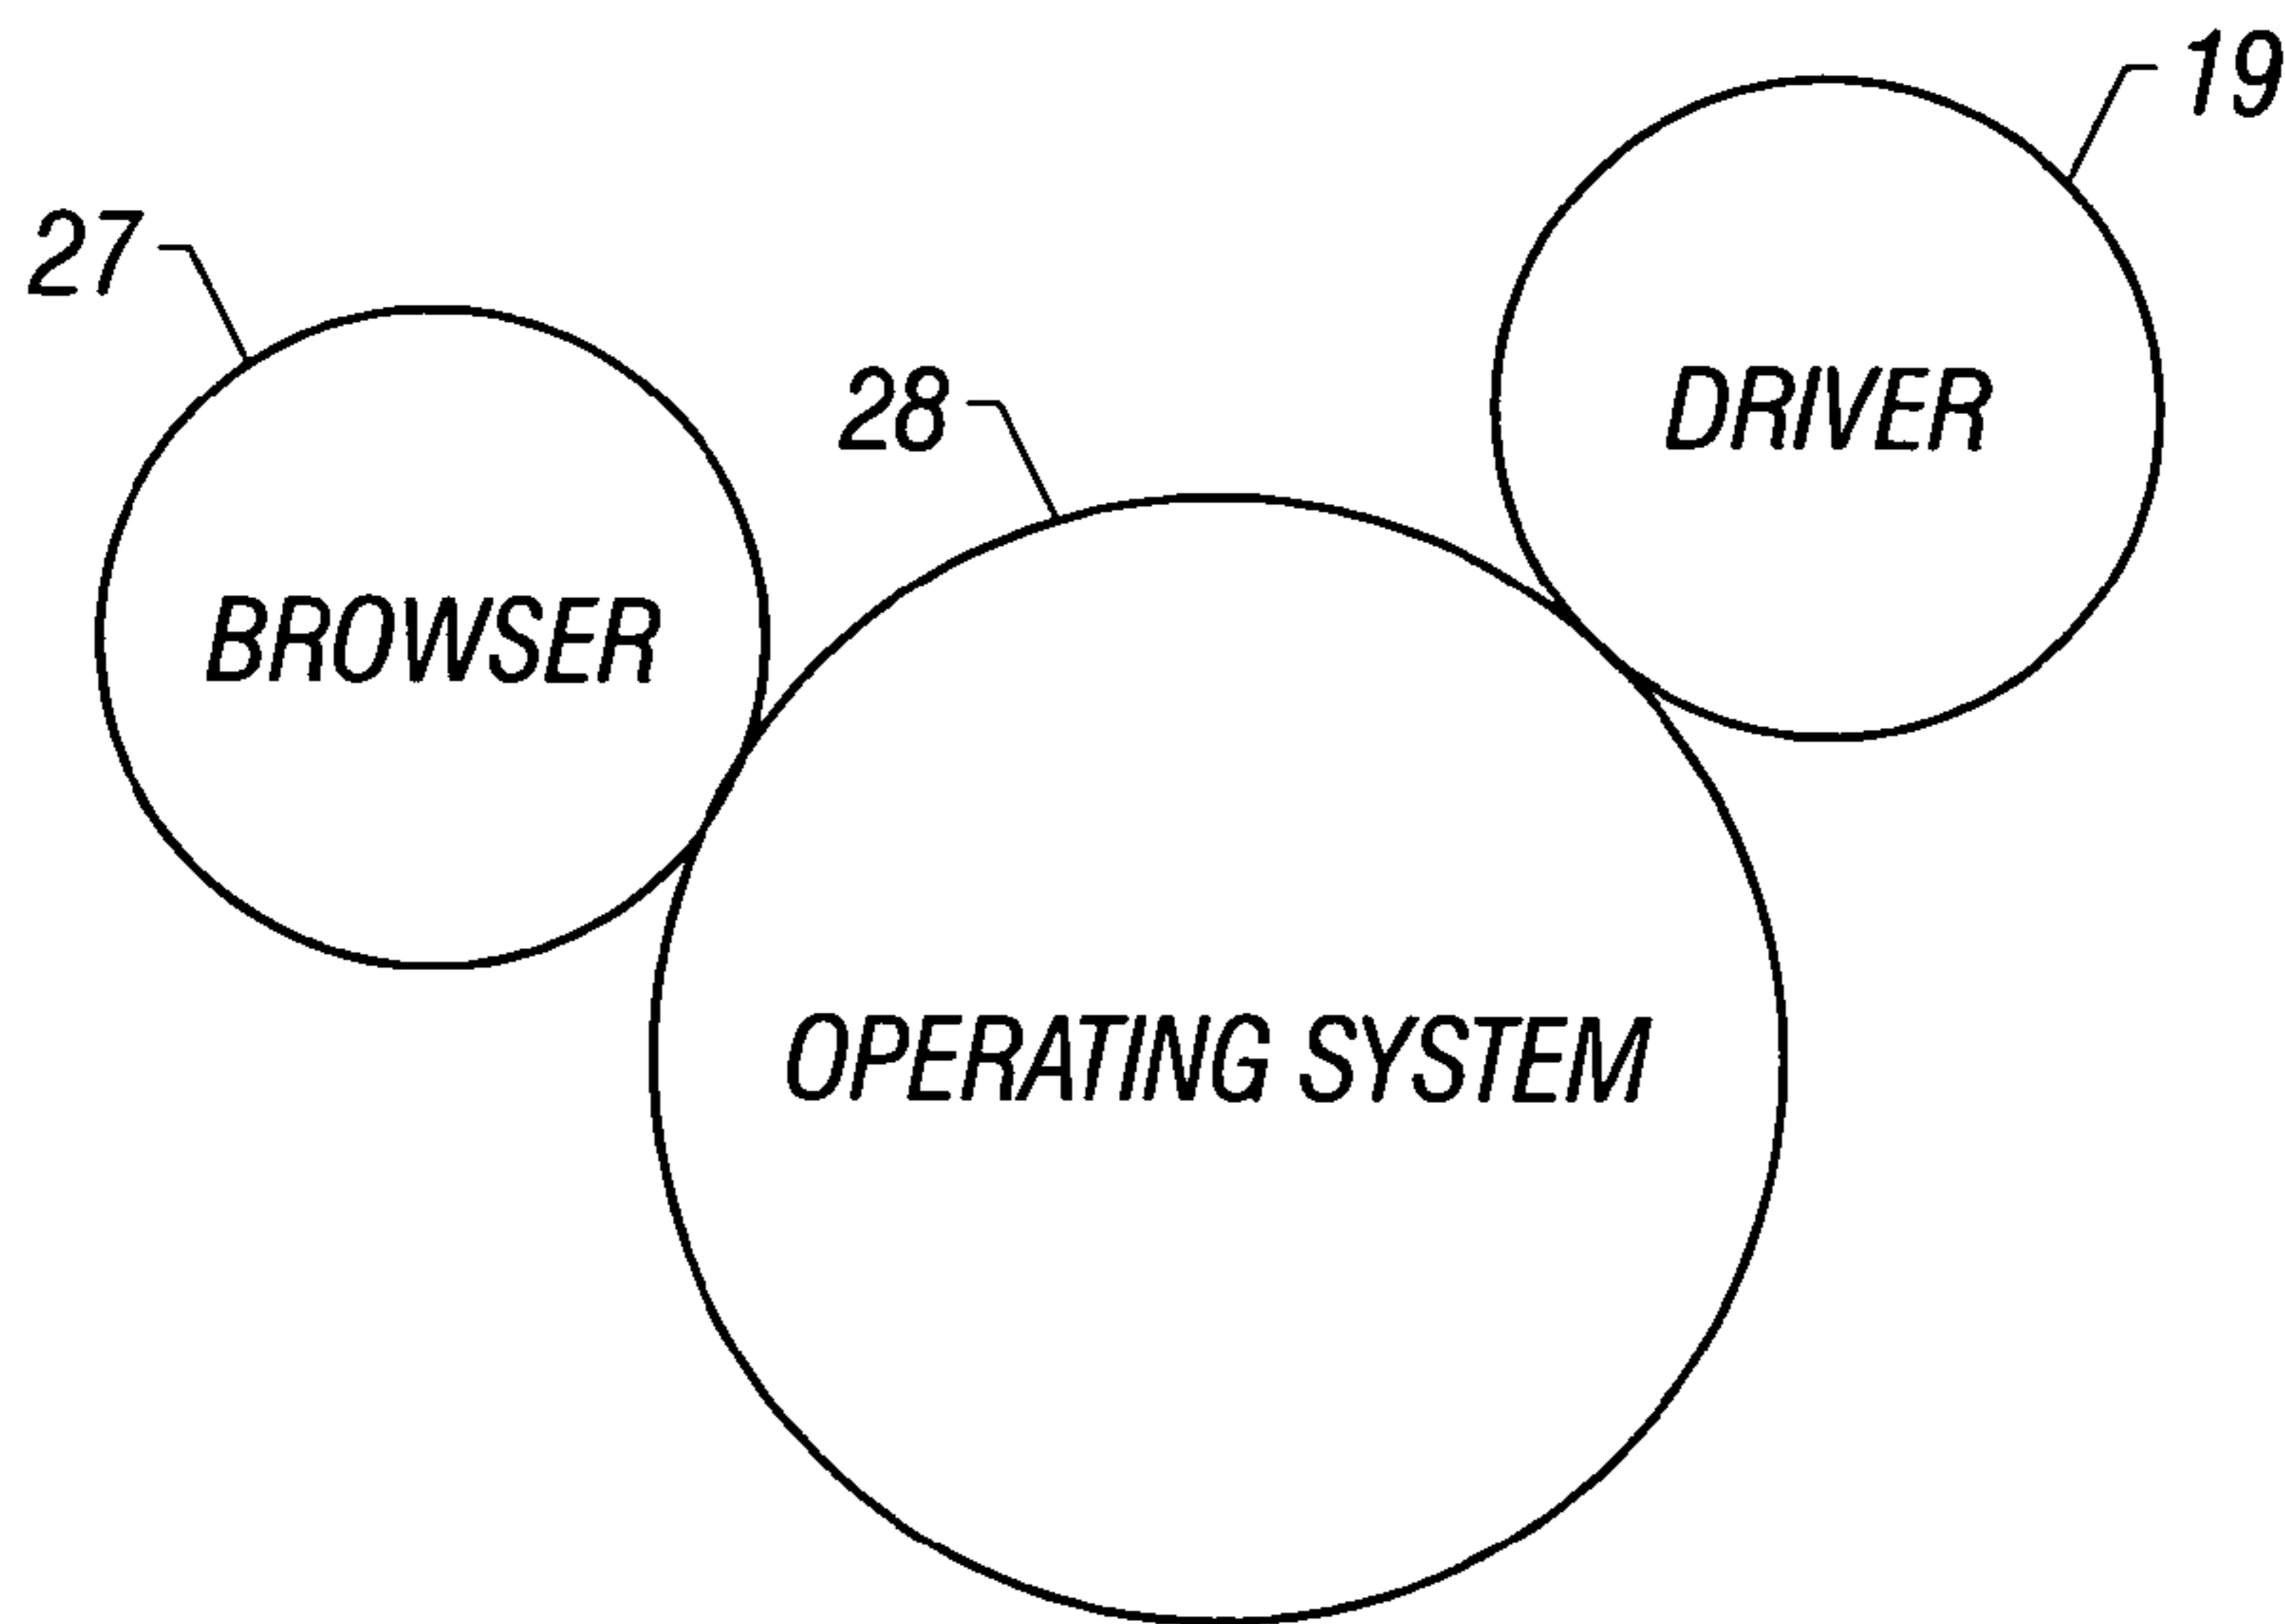 19
27
28
DRIVER
BROWSER
OPERATING SYSTEM